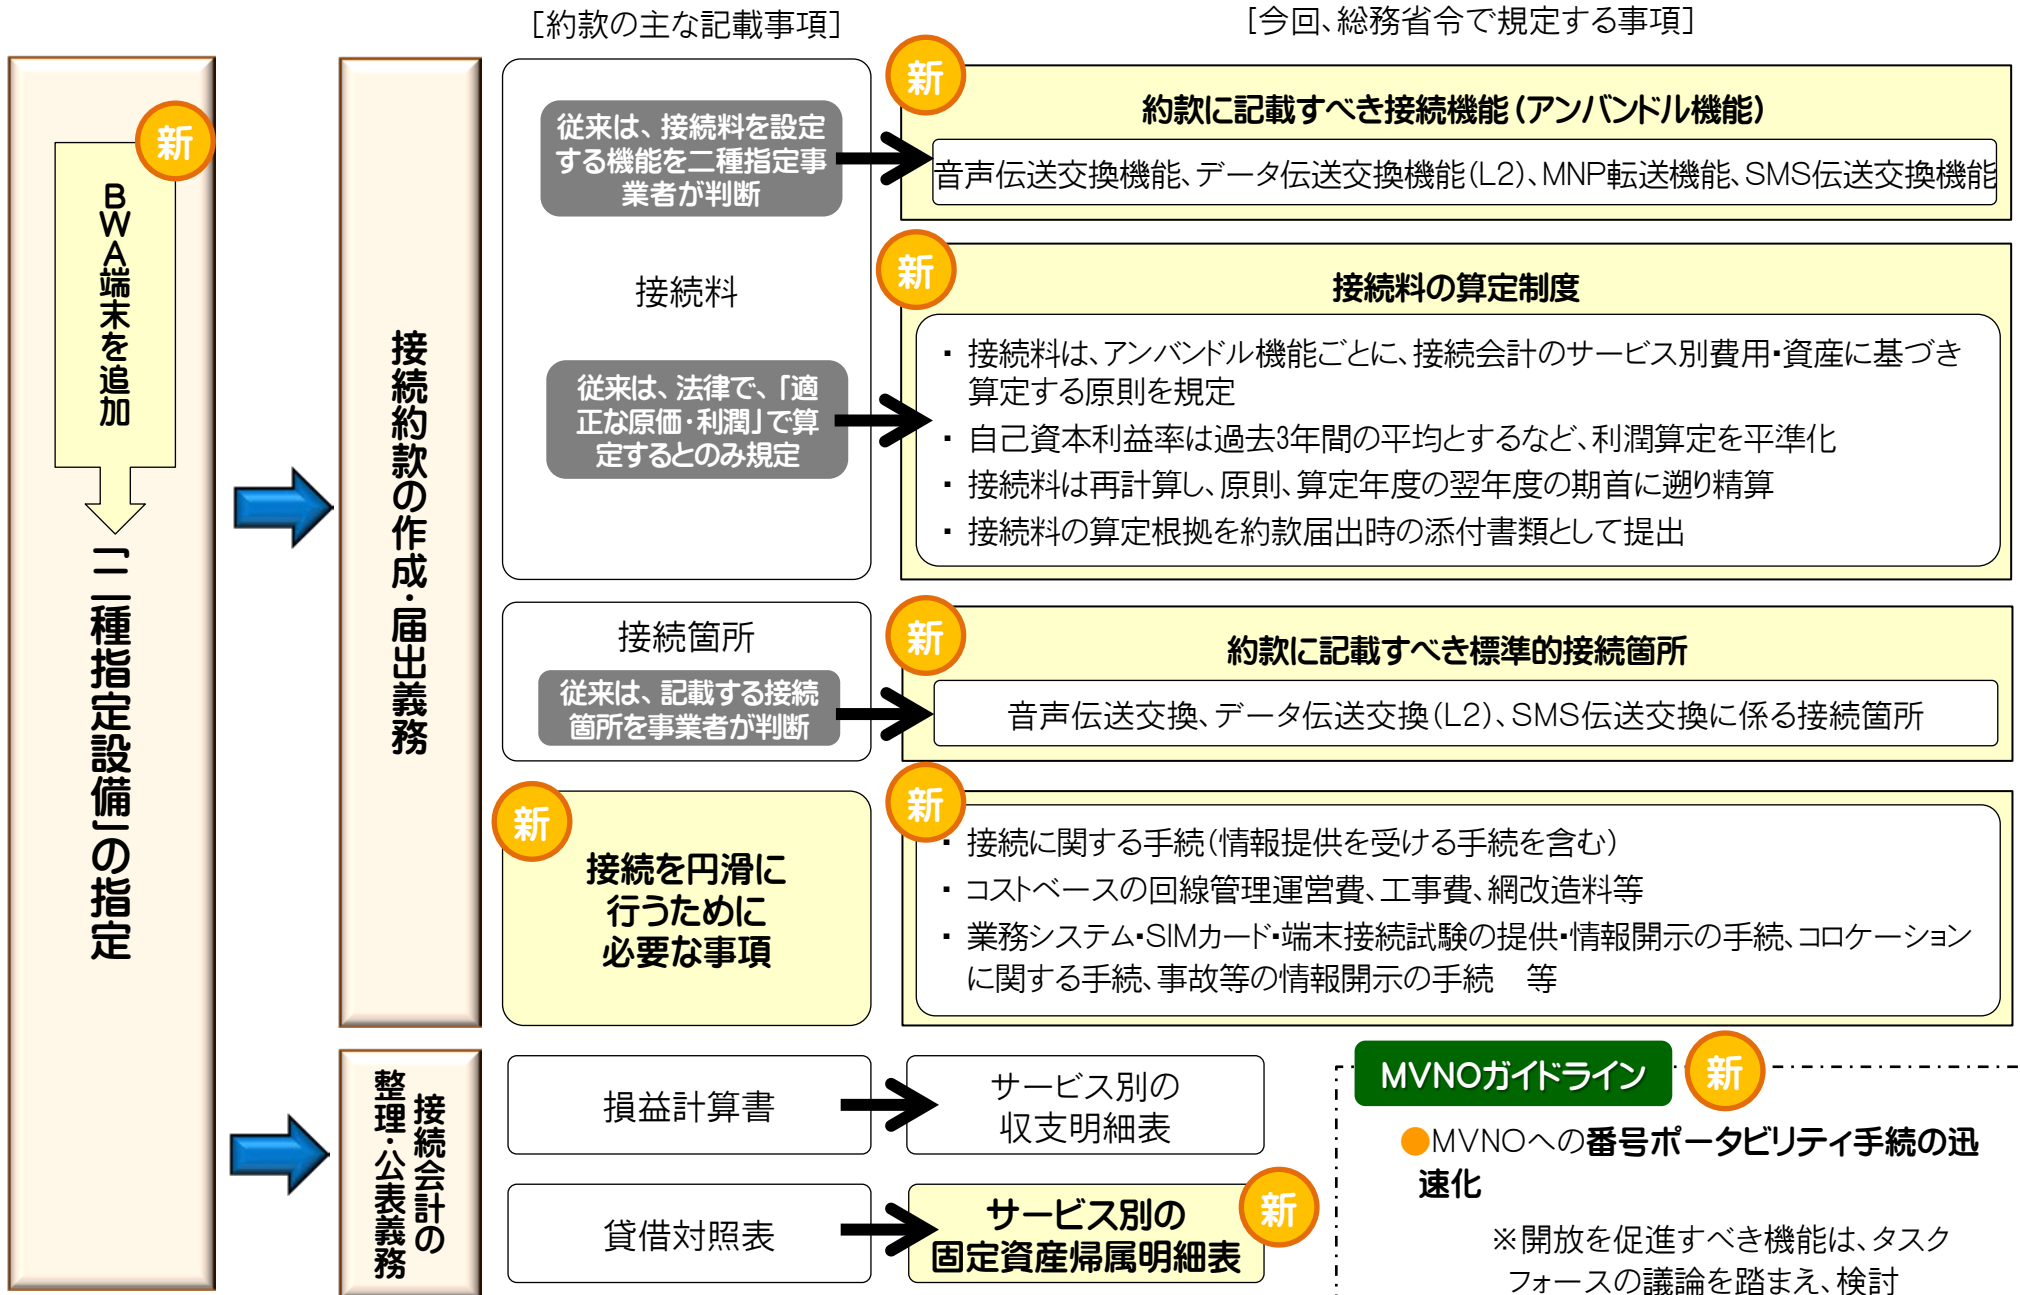 ［約款の主な記載事項］
［今回、総務省令で規定する事項］
新
BWA端末を追加
「二種指定設備」の指定
接続約款の作成・届出義務
従来は、接続料を設定
する機能を二種指定事
業者が判断
新
約款に記載すべき接続機能（アンバンドル機能）
音声伝送交換機能、データ伝送交換機能（L2）、MNP転送機能、SMS伝送交換機能
接続料
従来は、法律で、「適
正な原価・利潤」で算
定するとのみ規定
新
接続料の算定制度
・ 接続料は、アンバンドル機能ごとに、接続会計のサービス別費用・資産に基づき
算定する原則を規定
・ 自己資本利益率は過去3年間の平均とするなど、利潤算定を平準化
・ 接続料は再計算し、原則、算定年度の翌年度の期首に遡り精算
・ 接続料の算定根拠を約款届出時の添付書類として提出
接続箇所
従来は、記載する接続
箇所を事業者が判断
新
約款に記載すべき標準的接続箇所
音声伝送交換、データ伝送交換（L2）、SMS伝送交換に係る接続箇所
新
接続を円滑に
行うために
必要な事項
新
・ 接続に関する手続（情報提供を受ける手続を含む）
・ コストベースの回線管理運営費、工事費、網改造料等
・ 業務システム・SIMカード・端末接続試験の提供・情報開示の手続、コロケーション
に関する手続、事故等の情報開示の手続　等
接続会計の
整理・公表義務
損益計算書
サービス別の
収支明細表
貸借対照表
サービス別の
固定資産帰属明細表
新
MVNOガイドライン
新
●MVNOへの番号ポータビリティ手続の迅
速化
※開放を促進すべき機能は、タスク
フォースの議論を踏まえ、検討